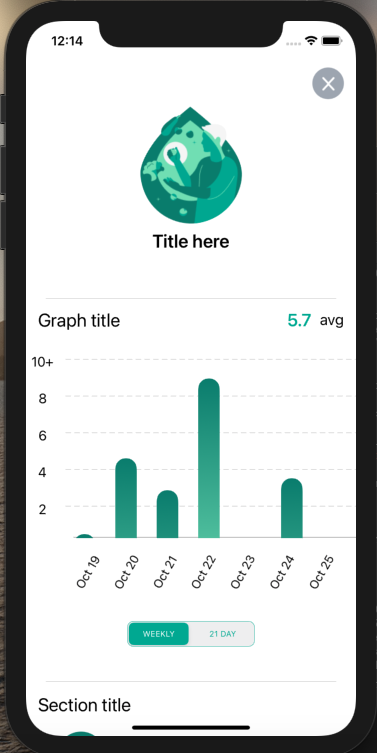 12:14
Title here
Graph title 5.7 avg
10+
8
6
4
2
Oct 19 Oct 20 Oct 21 Oct 22 Oct 23 Oct 24 Oct 25
WEEKLY 21 DAY
Section title